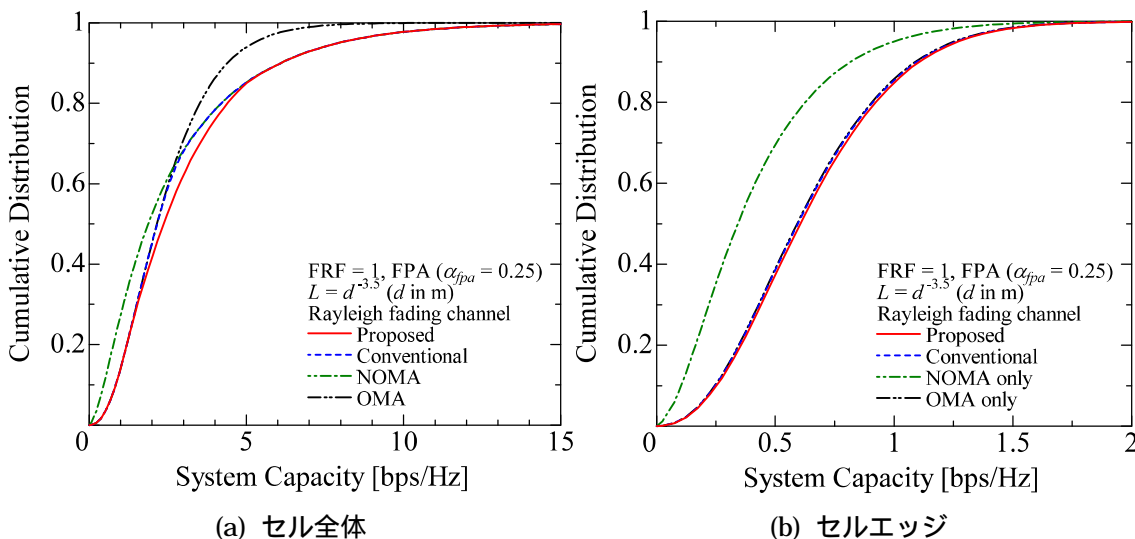 Cumulative Distribution
1
0.8
0.6
0.4
0.2
0
5
10
15
FRF = 1, FPA (αfpa = 0.25)
L = d-3.5 (d in m)
Rayleigh fading channel
Proposed
Conventional
NOMA
OMA
System Capacity [bps/Hz]
(a) セル全体
Cumulative Distribution
1
0.8
0.6
0.4
0.2
0
0.5
1
1.5
2
FRF = 1, FPA (αfpa = 0.25)
L = d-3.5 (d in m)
Rayleigh fading channel
Proposed
Conventional
NOMA only
OMA only
System Capacity [bps/Hz]
(b) セルエッジ